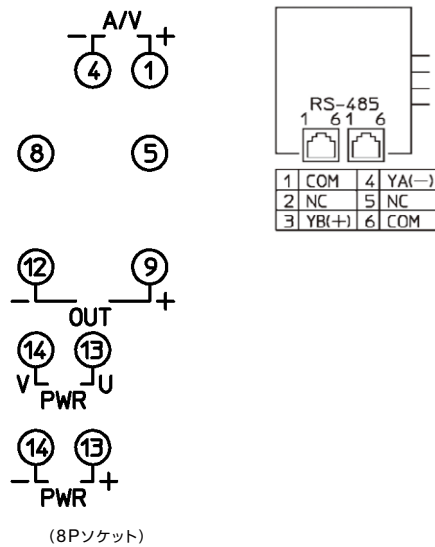 − A/V +
4 1
8 5
12 9
− OUT +
14 13
V PWR U
14 13
− PWR +
(8Pソケット)
RS-485
1 6 1 6
1 COM 4 YA(−)
2 NC 5 NC
3 YB(+) 6 COM